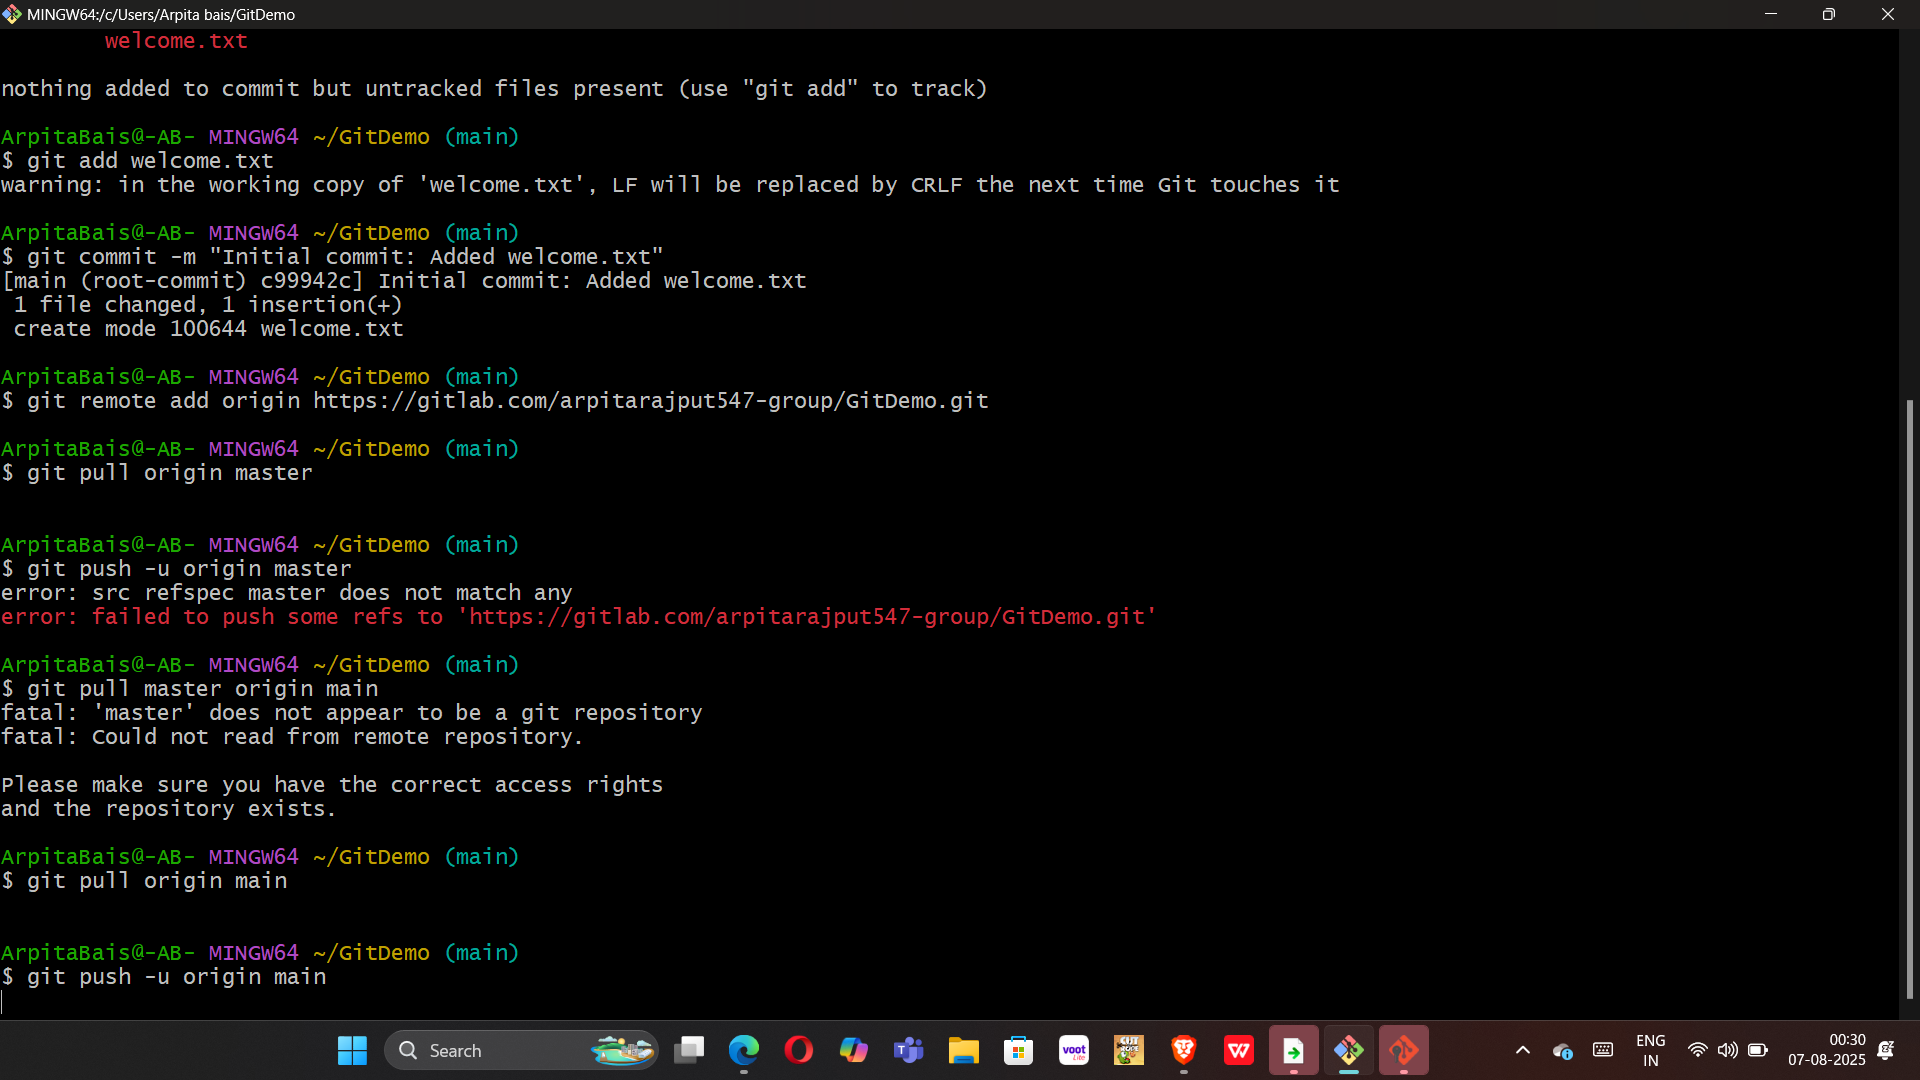 MINGW64:/c/Users/Arpita bais/GitDemo
welcome.txt
nothing added to commit but untracked files present (use "git add" to track)
ArpitaBais@-AB- MINGW64 ~/GitDemo (main)
$ git add welcome.txt
warning: in the working copy of 'welcome.txt', LF will be replaced by CRLF the next time Git touches it
ArpitaBais@-AB- MINGW64 ~/GitDemo (main)
$ git commit -m "Initial commit: Added welcome.txt"
[main (root-commit) c99942c] Initial commit: Added welcome.txt
1 file changed, 1 insertion(+)
create mode 100644 welcome.txt
ArpitaBais@-AB- MINGW64 ~/GitDemo (main)
$ git remote add origin https://gitlab.com/arpitarajput547-group/GitDemo.git
ArpitaBais@-AB- MINGW64 ~/GitDemo (main)
$ git pull origin master
ArpitaBais@-AB- MINGW64 ~/GitDemo (main)
$ git push -u origin master
error: src refspec master does not match any
error: failed to push some refs to 'https://gitlab.com/arpitarajput547-group/GitDemo.git'
ArpitaBais@-AB- MINGW64 ~/GitDemo (main)
$ git pull master origin main
fatal: 'master' does not appear to be a git repository
fatal: Could not read from remote repository.
Please make sure you have the correct access rights
and the repository exists.
ArpitaBais@-AB- MINGW64 ~/GitDemo (main)
$ git pull origin main
ArpitaBais@-AB- MINGW64 ~/GitDemo (main)
$ git push -u origin main
Search
voot
ENG
IN
00:30
07-08-2025